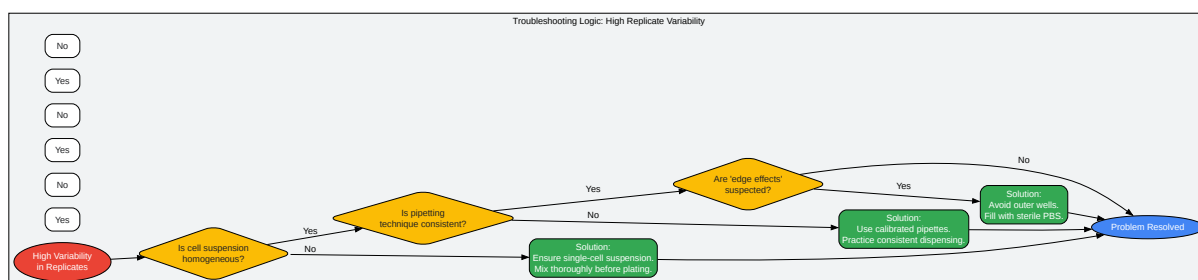 Troubleshooting Logic: High Replicate Variability
No
Yes
No
Yes
No
Yes
High Variability
in Replicates
Is cell suspension
homogeneous?
Yes
No
Is pipetting
technique consistent?
Yes
No
Solution:
Ensure single-cell suspension.
Mix thoroughly before plating.
Are 'edge effects'
suspected?
No
Yes
Solution:
Use calibrated pipettes.
Practice consistent dispensing.
Solution:
Avoid outer wells.
Fill with sterile PBS.
Problem Resolved